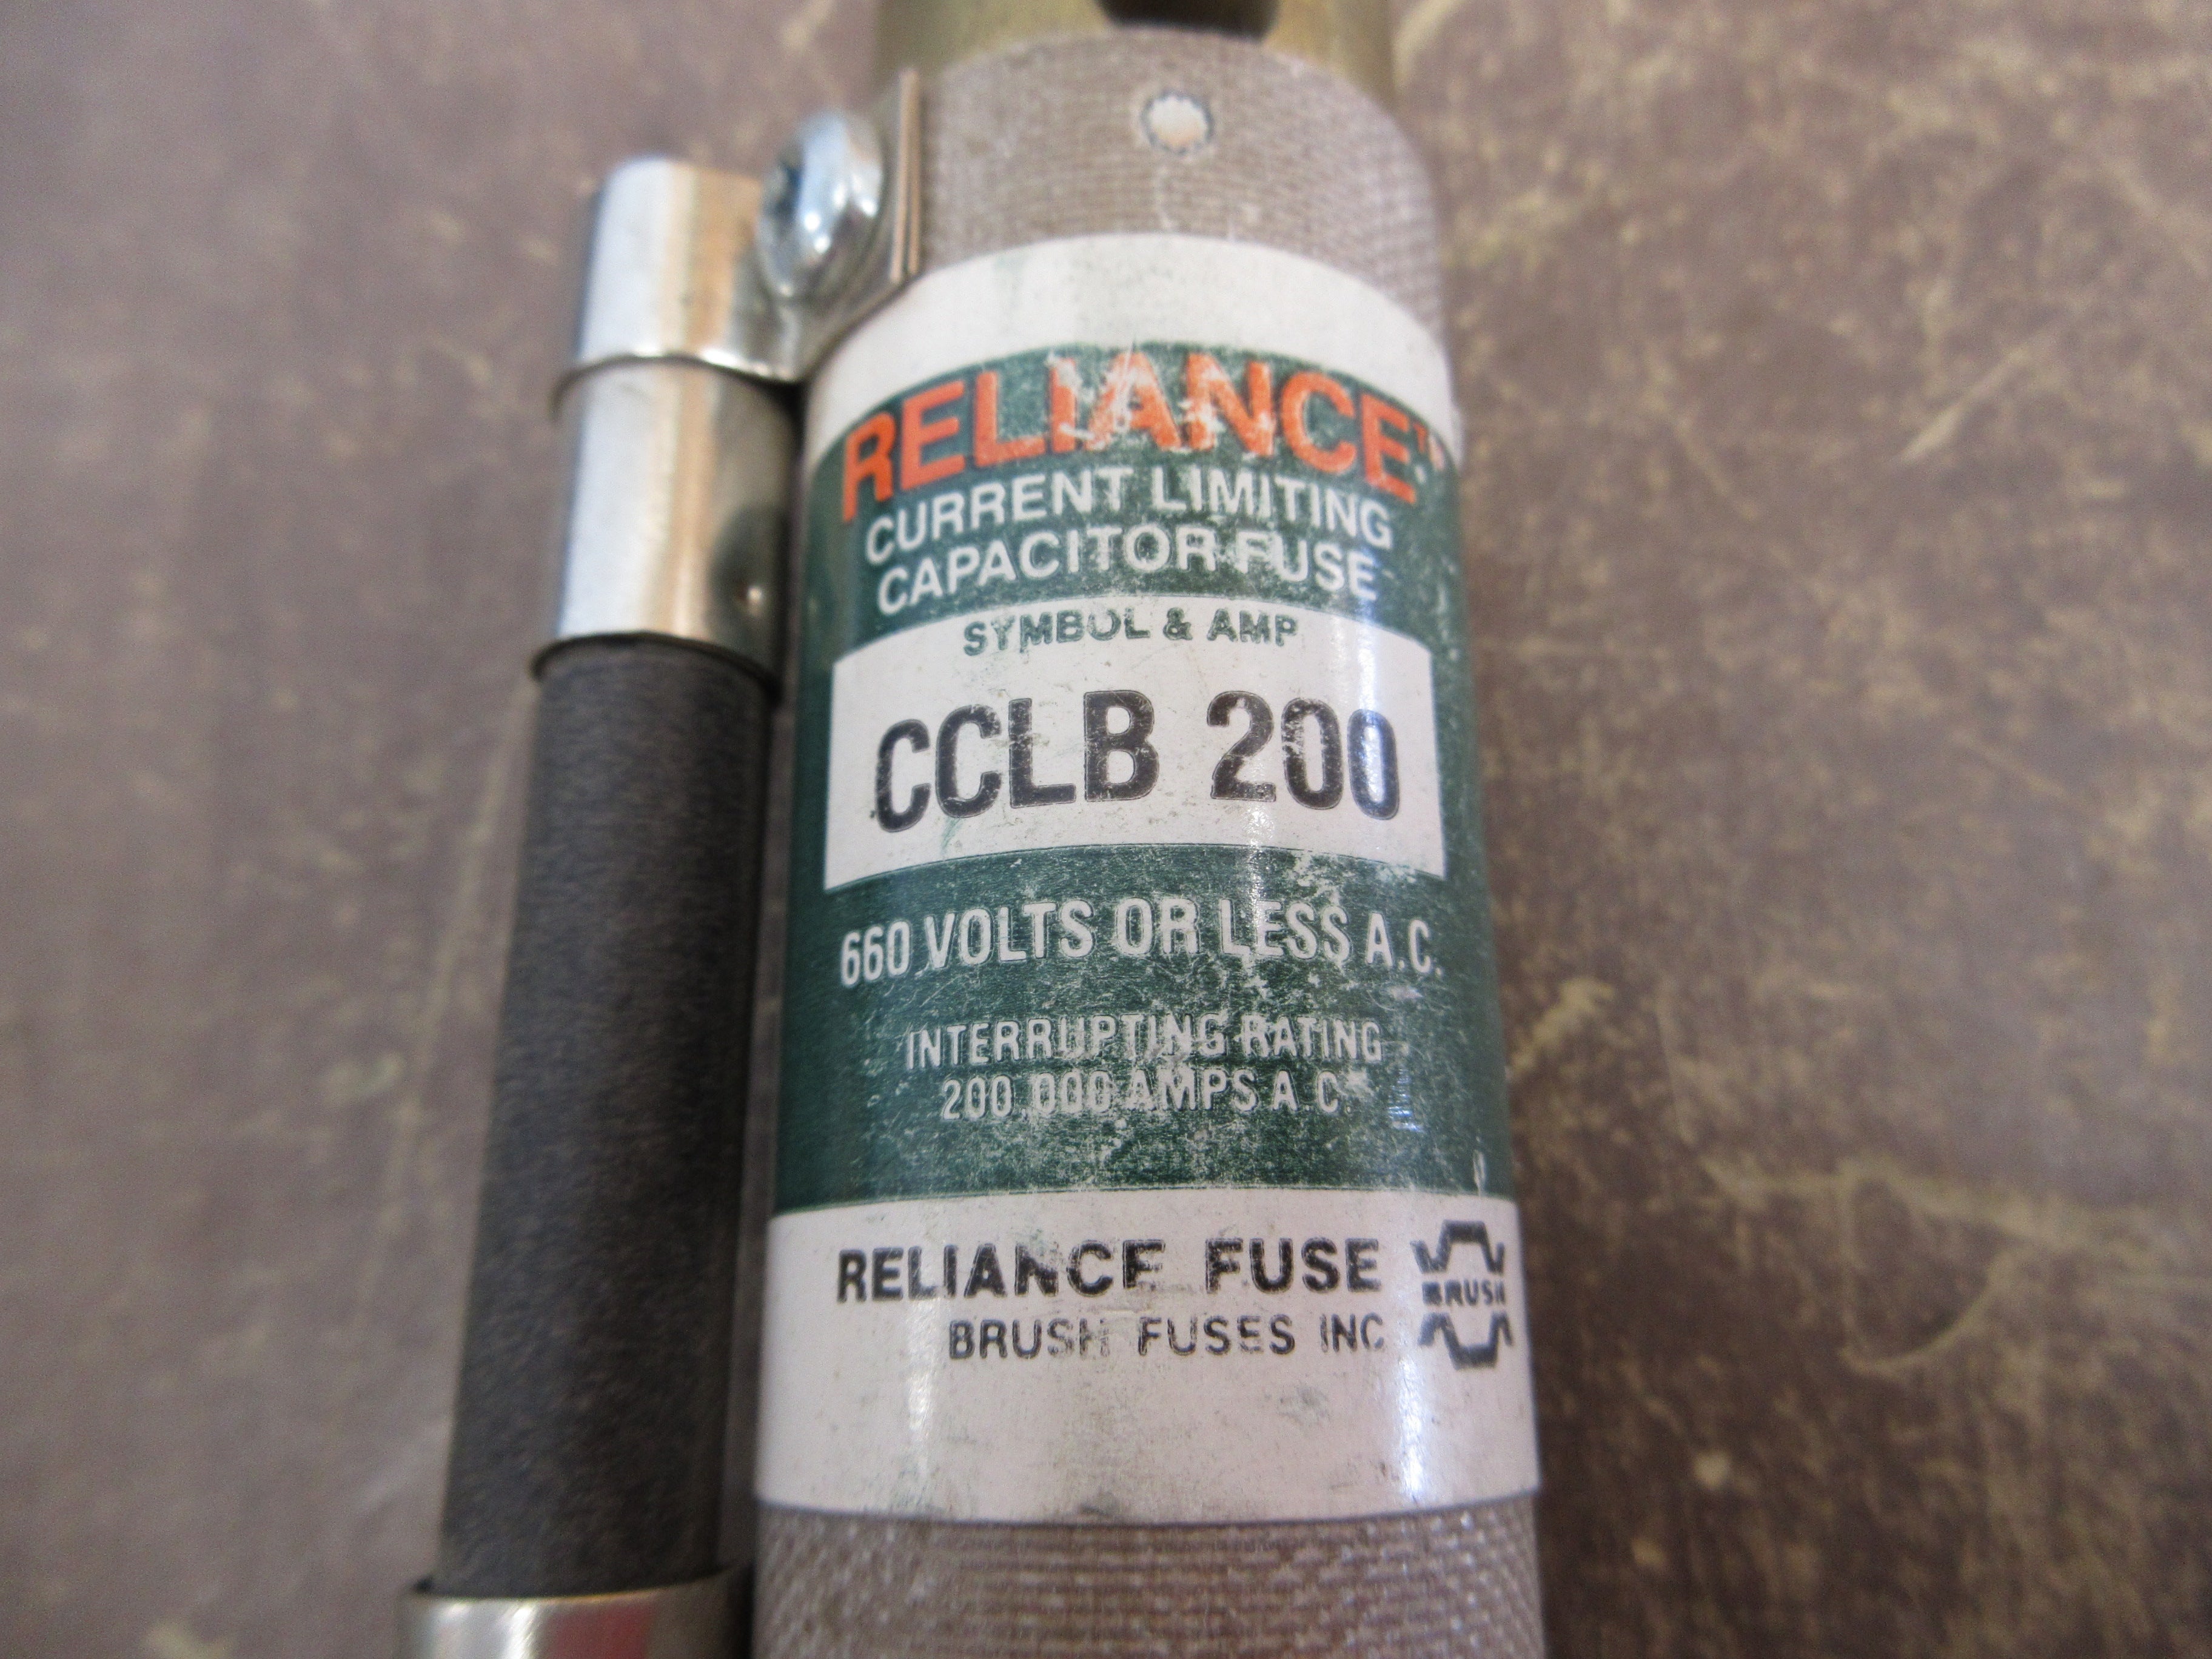 RELIANCE™
CURRENT LIMITING
CAPACITOR FUSE
SYMBOL & AMP
CCLB 200
660 VOLTS OR LESS A.C.
INTERRUPTING RATING
200,000 AMPS A.C.
RELIANCE FUSE
BRUSH FUSES INC
BRUSH